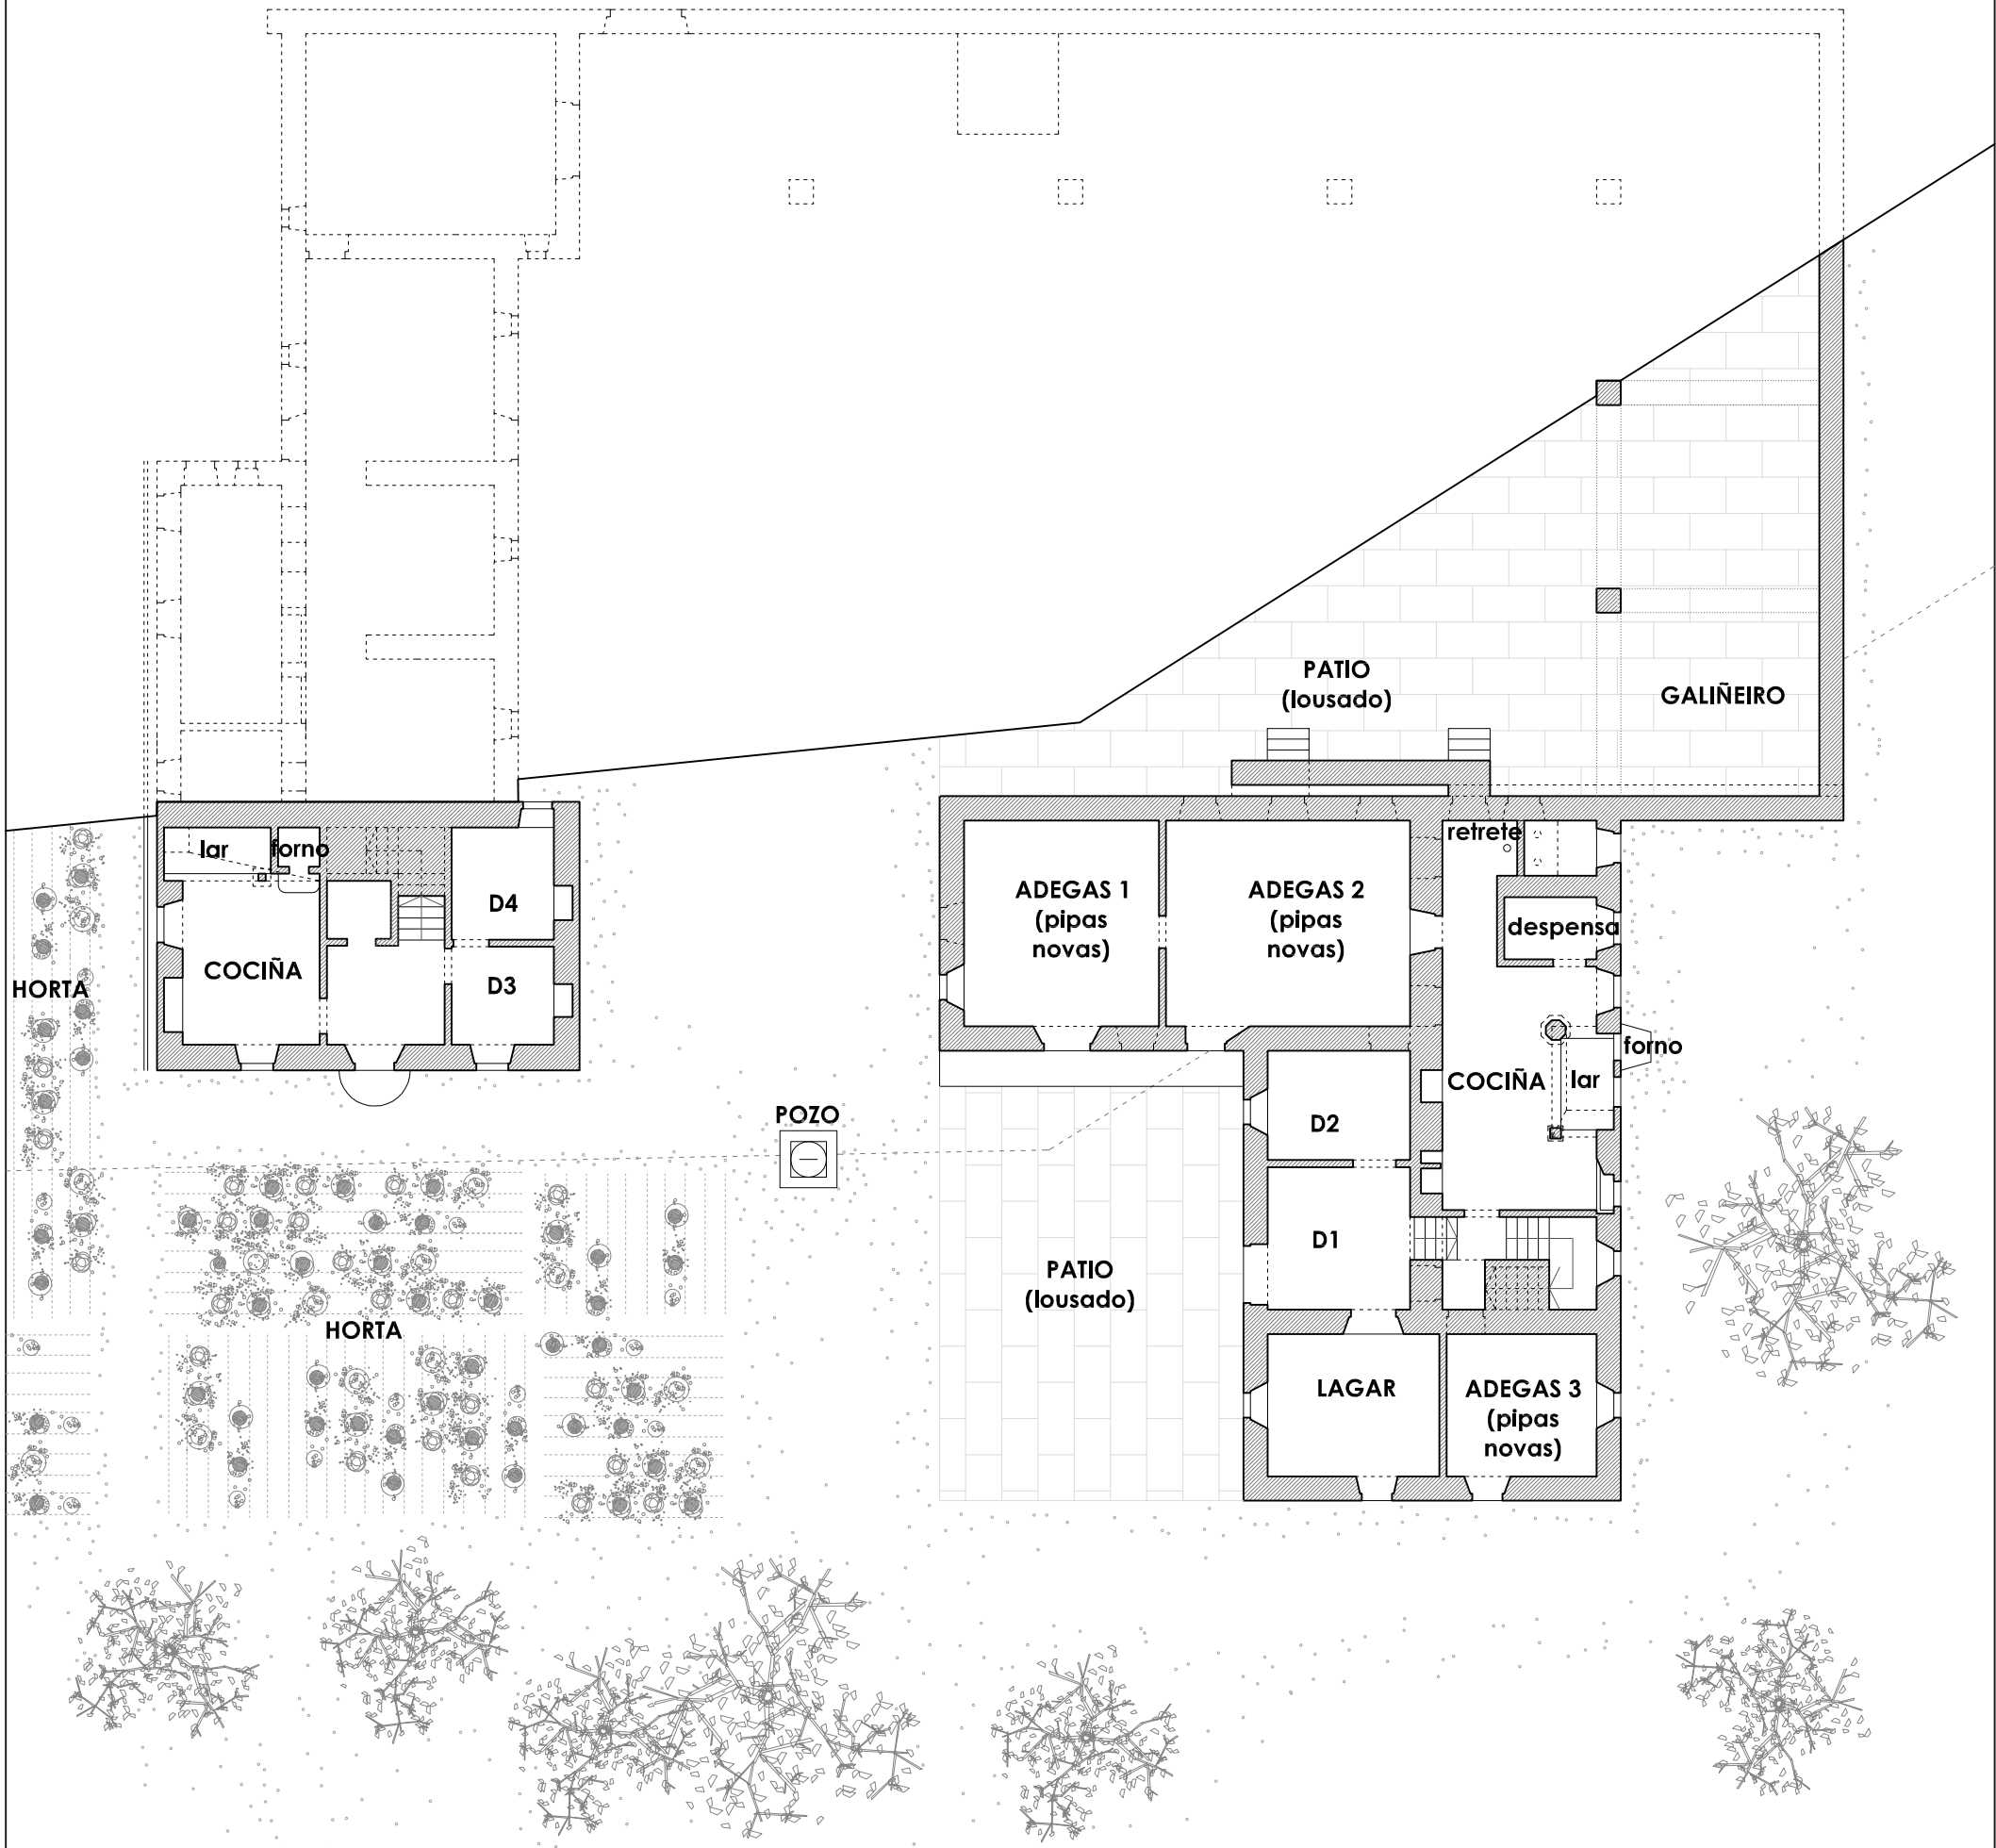 PATIO
(lousado)
GALIÑEIRO
lar
forno
D4
COCIÑA
D3
HORTA
retrete
ADEGAS 1
(pipas
novas)
ADEGAS 2
(pipas
novas)
despensa
forno
COCIÑA
lar
POZO
D2
D1
PATIO
(lousado)
HORTA
LAGAR
ADEGAS 3
(pipas
novas)